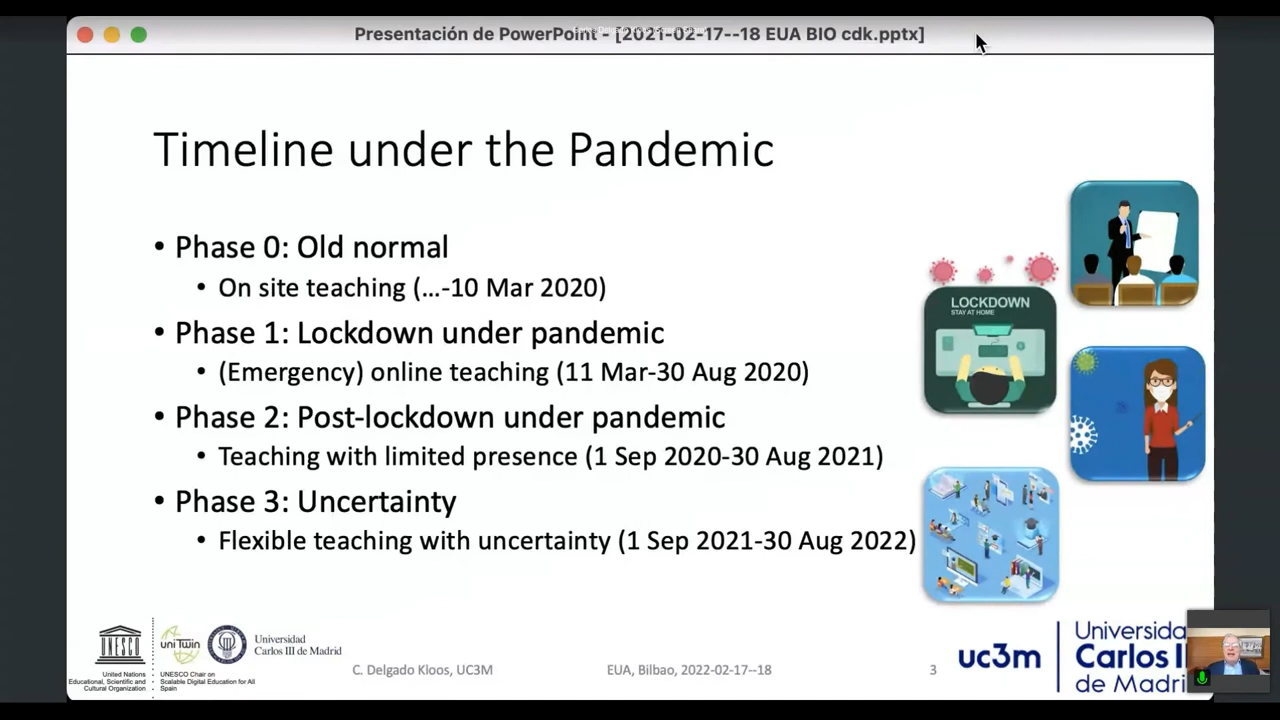 Presentación de PowerPoint - [2021-02-17--18 EUA BIO cdk.pptx]
Timeline under the Pandemic
• Phase 0: Old normal
• On site teaching (...-10 Mar 2020)
• Phase 1: Lockdown under pandemic
• (Emergency) online teaching (11 Mar-30 Aug 2020)
• Phase 2: Post-lockdown under pandemic
• Teaching with limited presence (1 Sep 2020-30 Aug 2021)
• Phase 3: Uncertainty
• Flexible teaching with uncertainty (1 Sep 2021-30 Aug 2022)
LOCKDOWN
STAY AT HOME
UNESCO
United Nations
Educational, Scientific and
Cultural Organization
uniTwin
UNESCO Chair on
Scalable Digital Education for All
Spain
Universidad
Carlos III de Madrid
C. Delgado Kloos, UC3M
EUA, Bilbao, 2022-02-17--18
3
uc3m
Universida
Carlos II
de Madri